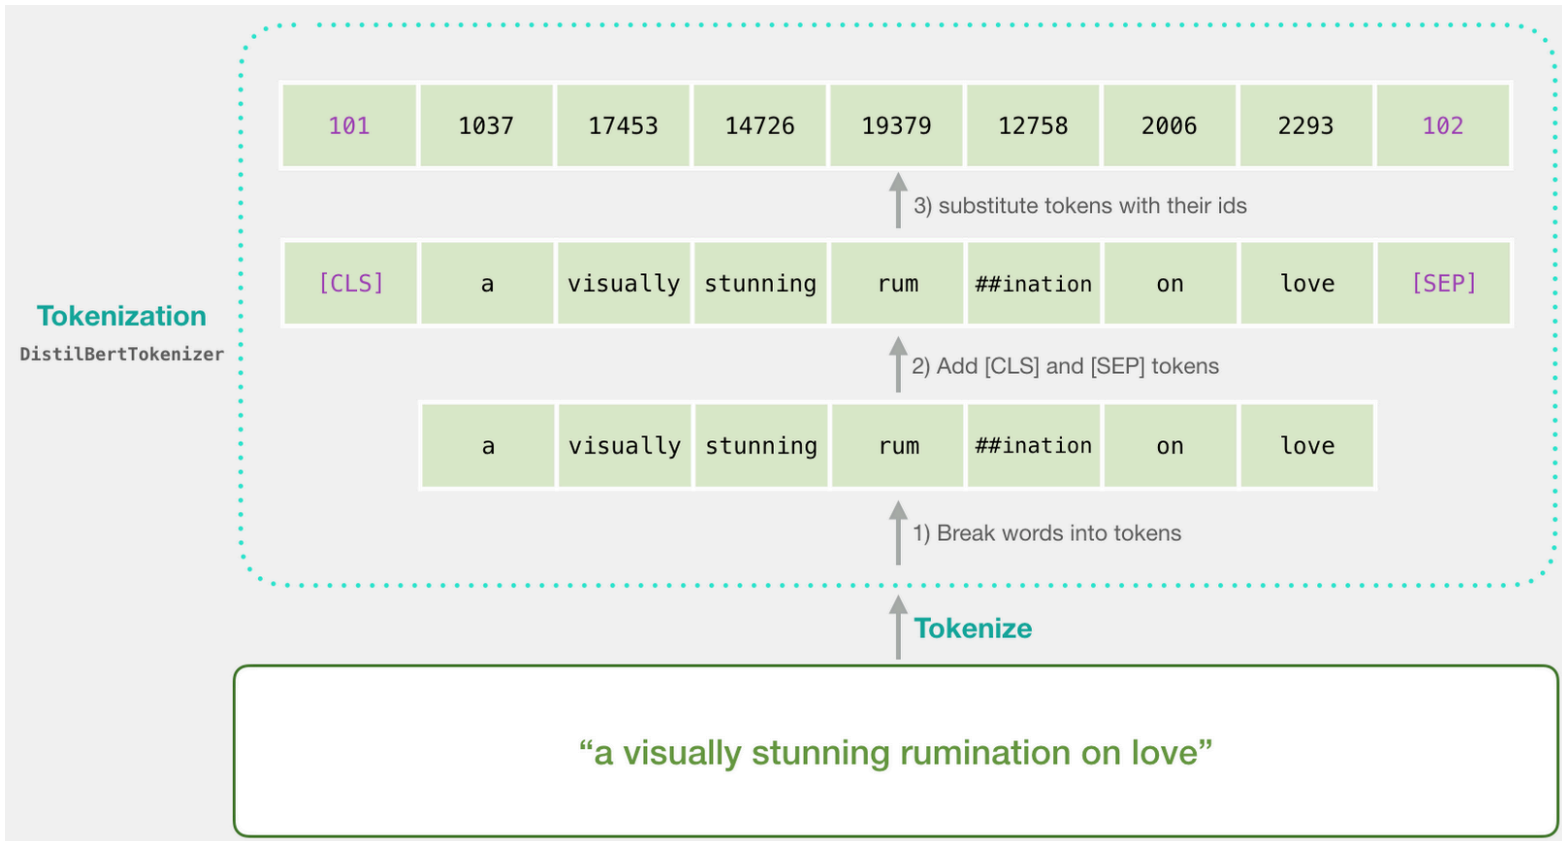 101 1037 17453 14726 19379 12758 2006 2293 102
3) substitute tokens with their ids
[CLS] a visually stunning rum ##ination on love [SEP]
Tokenization
DistilBertTokenizer
2) Add [CLS] and [SEP] tokens
a visually stunning rum ##ination on love
1) Break words into tokens
Tokenize
“a visually stunning rumination on love”